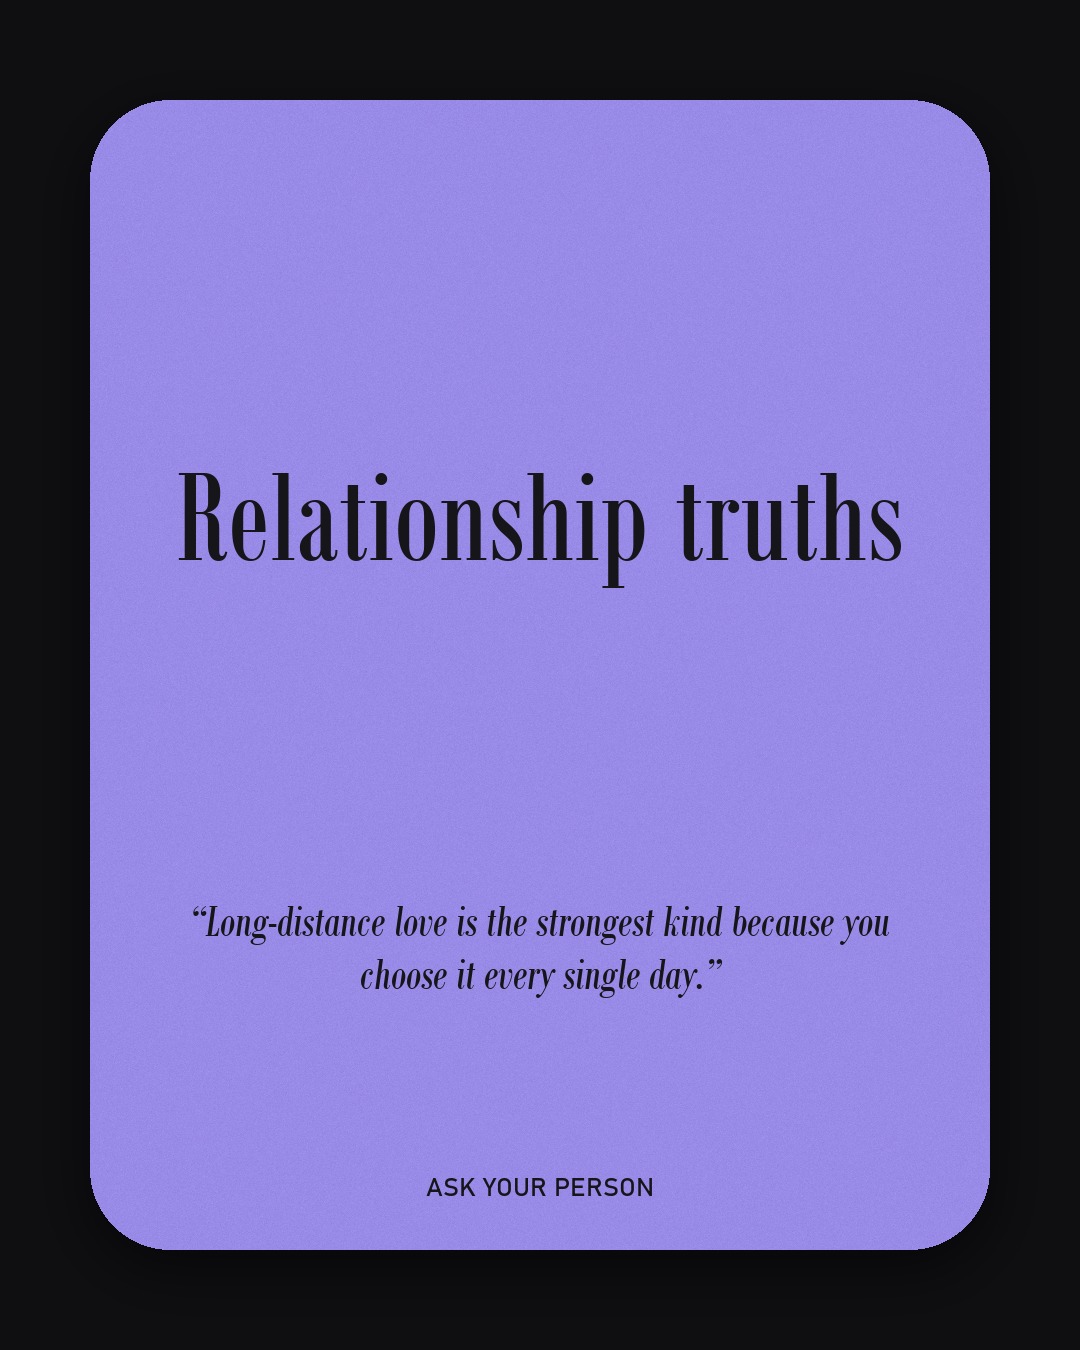 Relationship truths
“Long-distance love is the strongest kind because you
choose it every single day.”
ASK YOUR PERSON